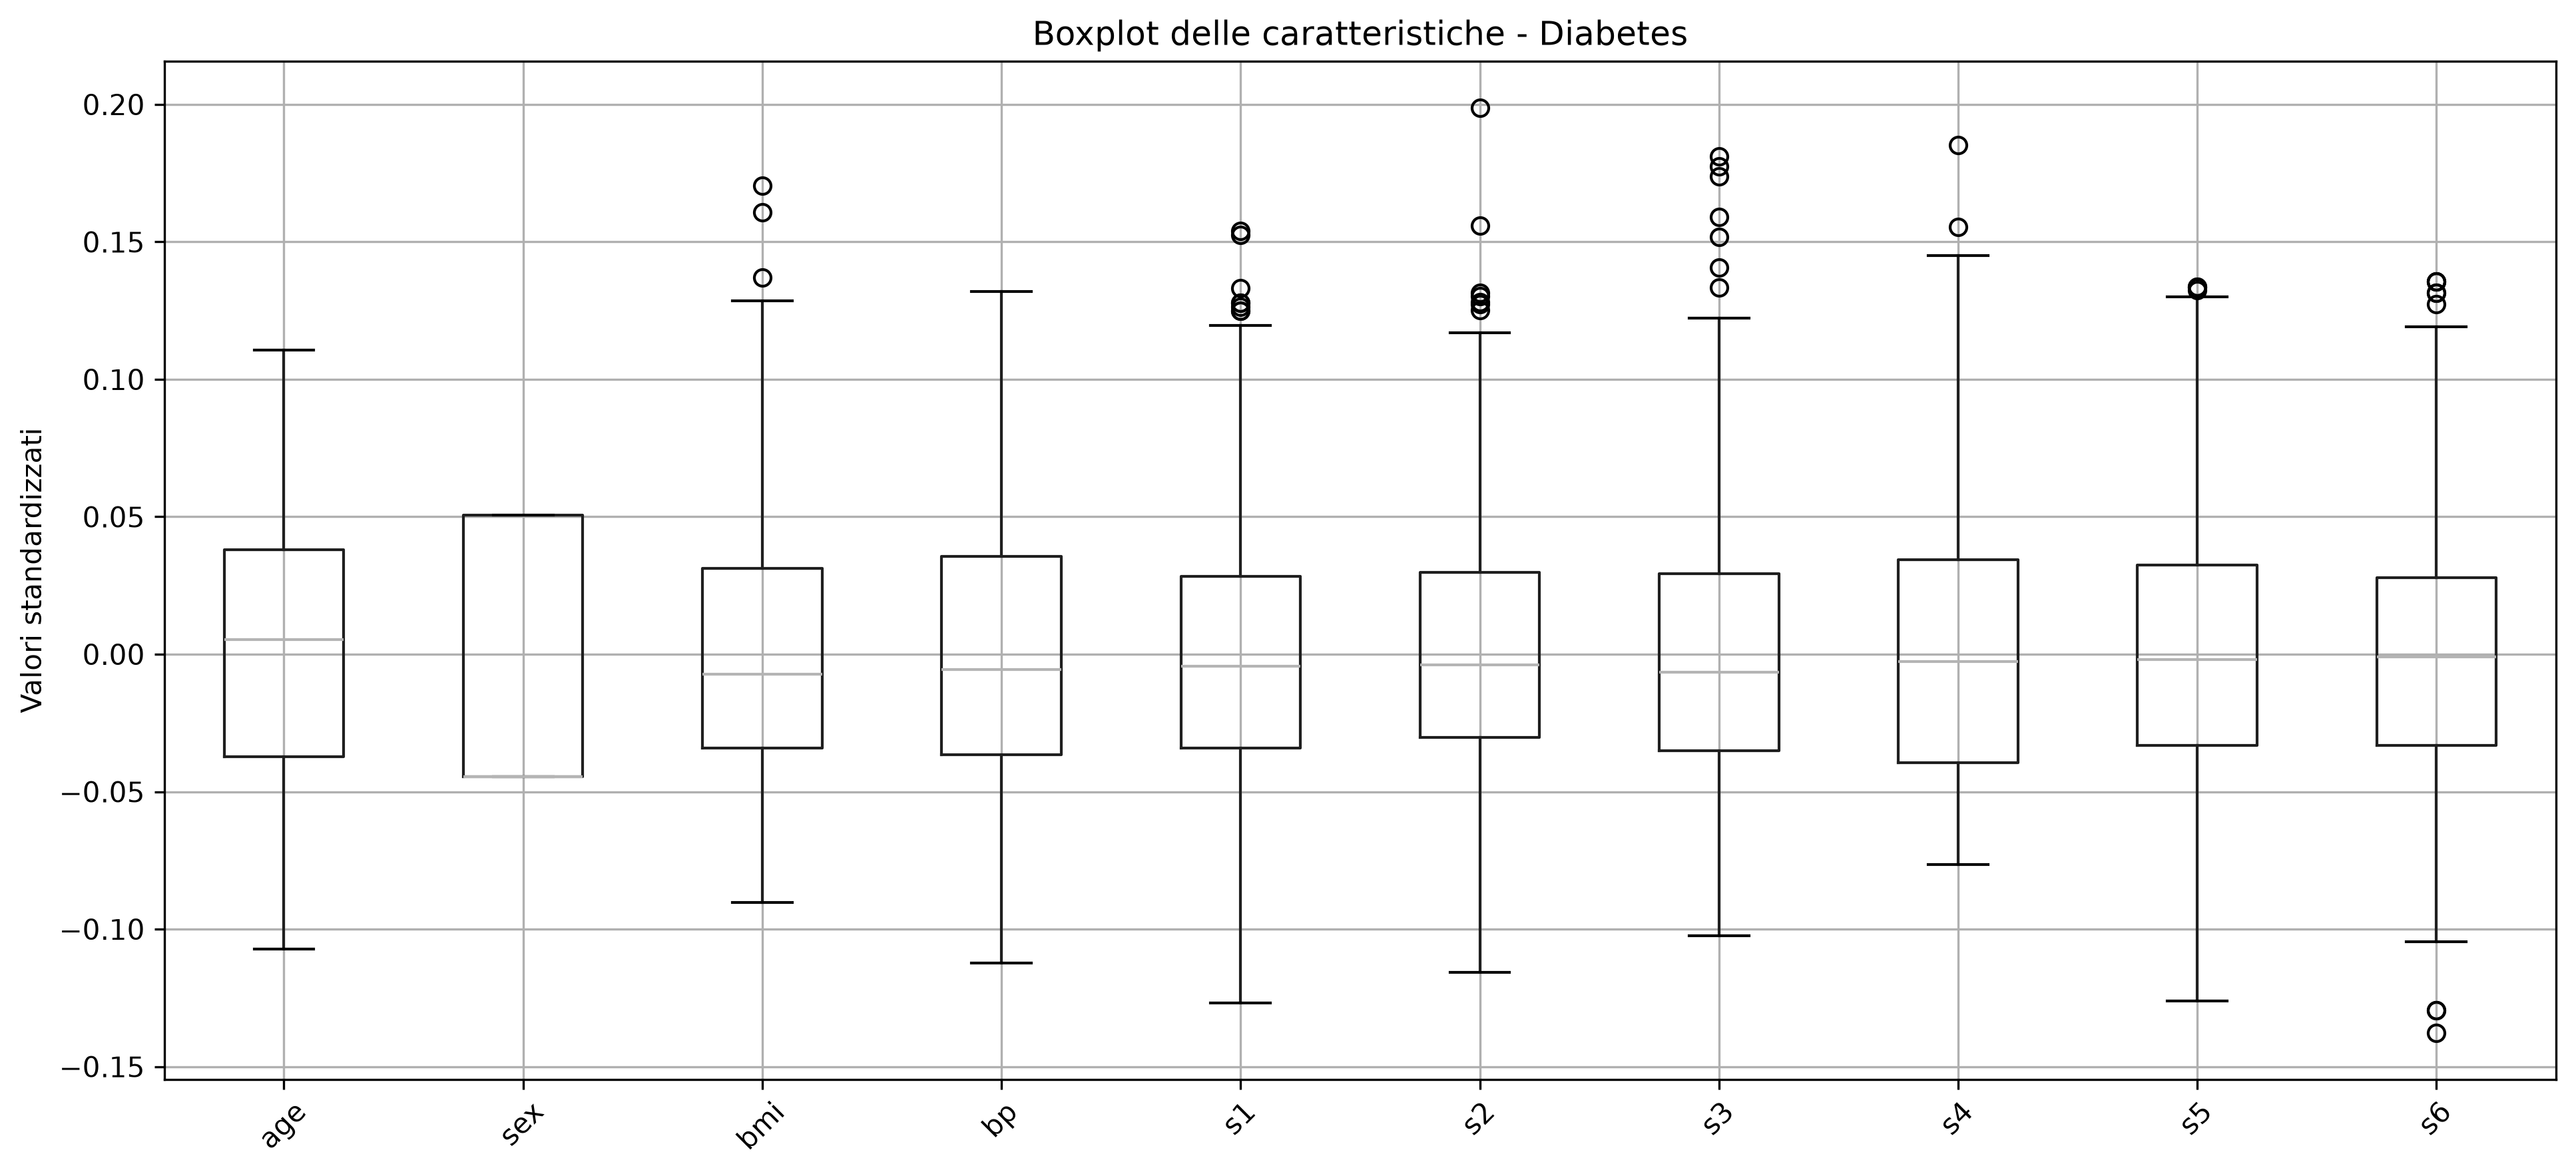 Boxplot delle caratteristiche - Diabetes
Valori standardizzati
0.20
0.15
0.10
0.05
0.00
−0.05
−0.10
−0.15
age
sex
bmi
bp
s1
s2
s3
s4
s5
s6